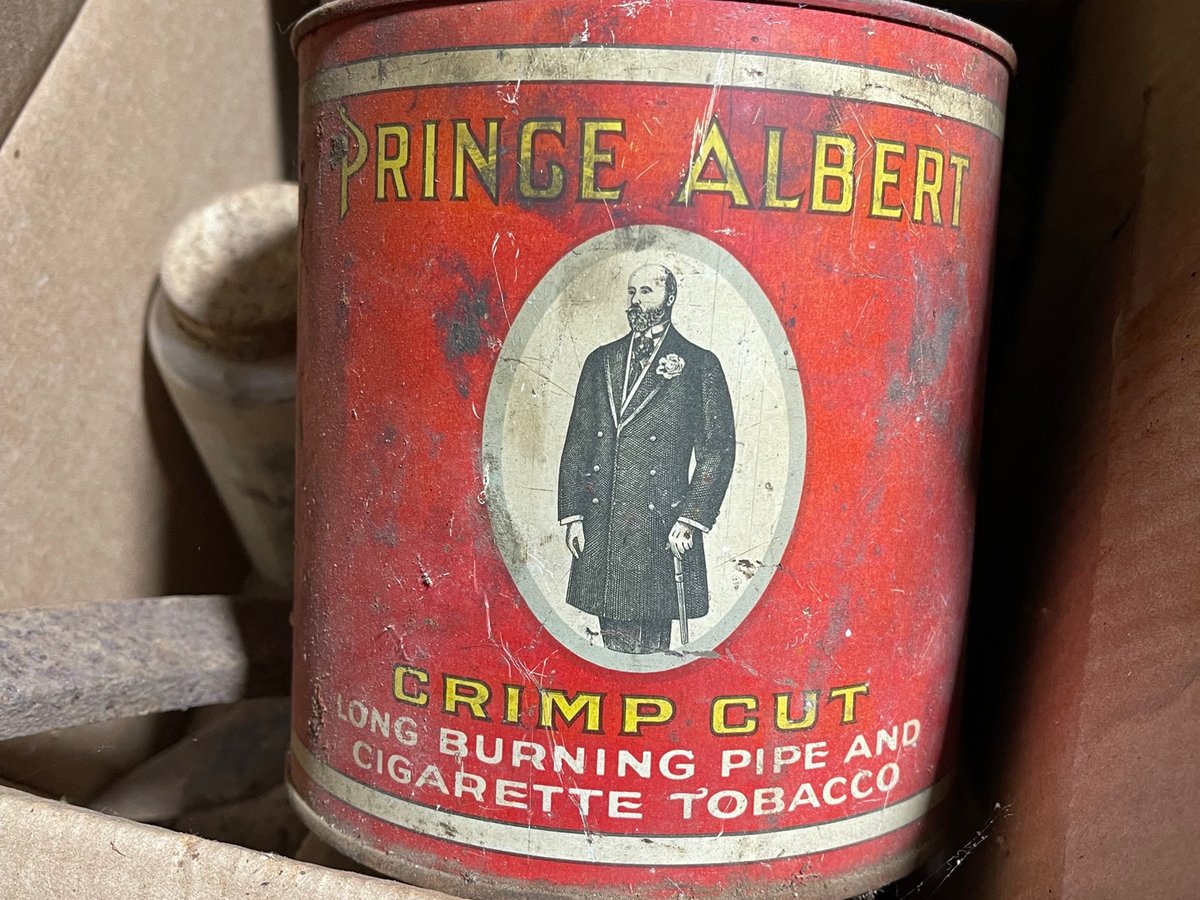 PRINCE ALBERT
CRIMP CUT
LONG BURNING PIPE AND
CIGARETTE TOBACCO